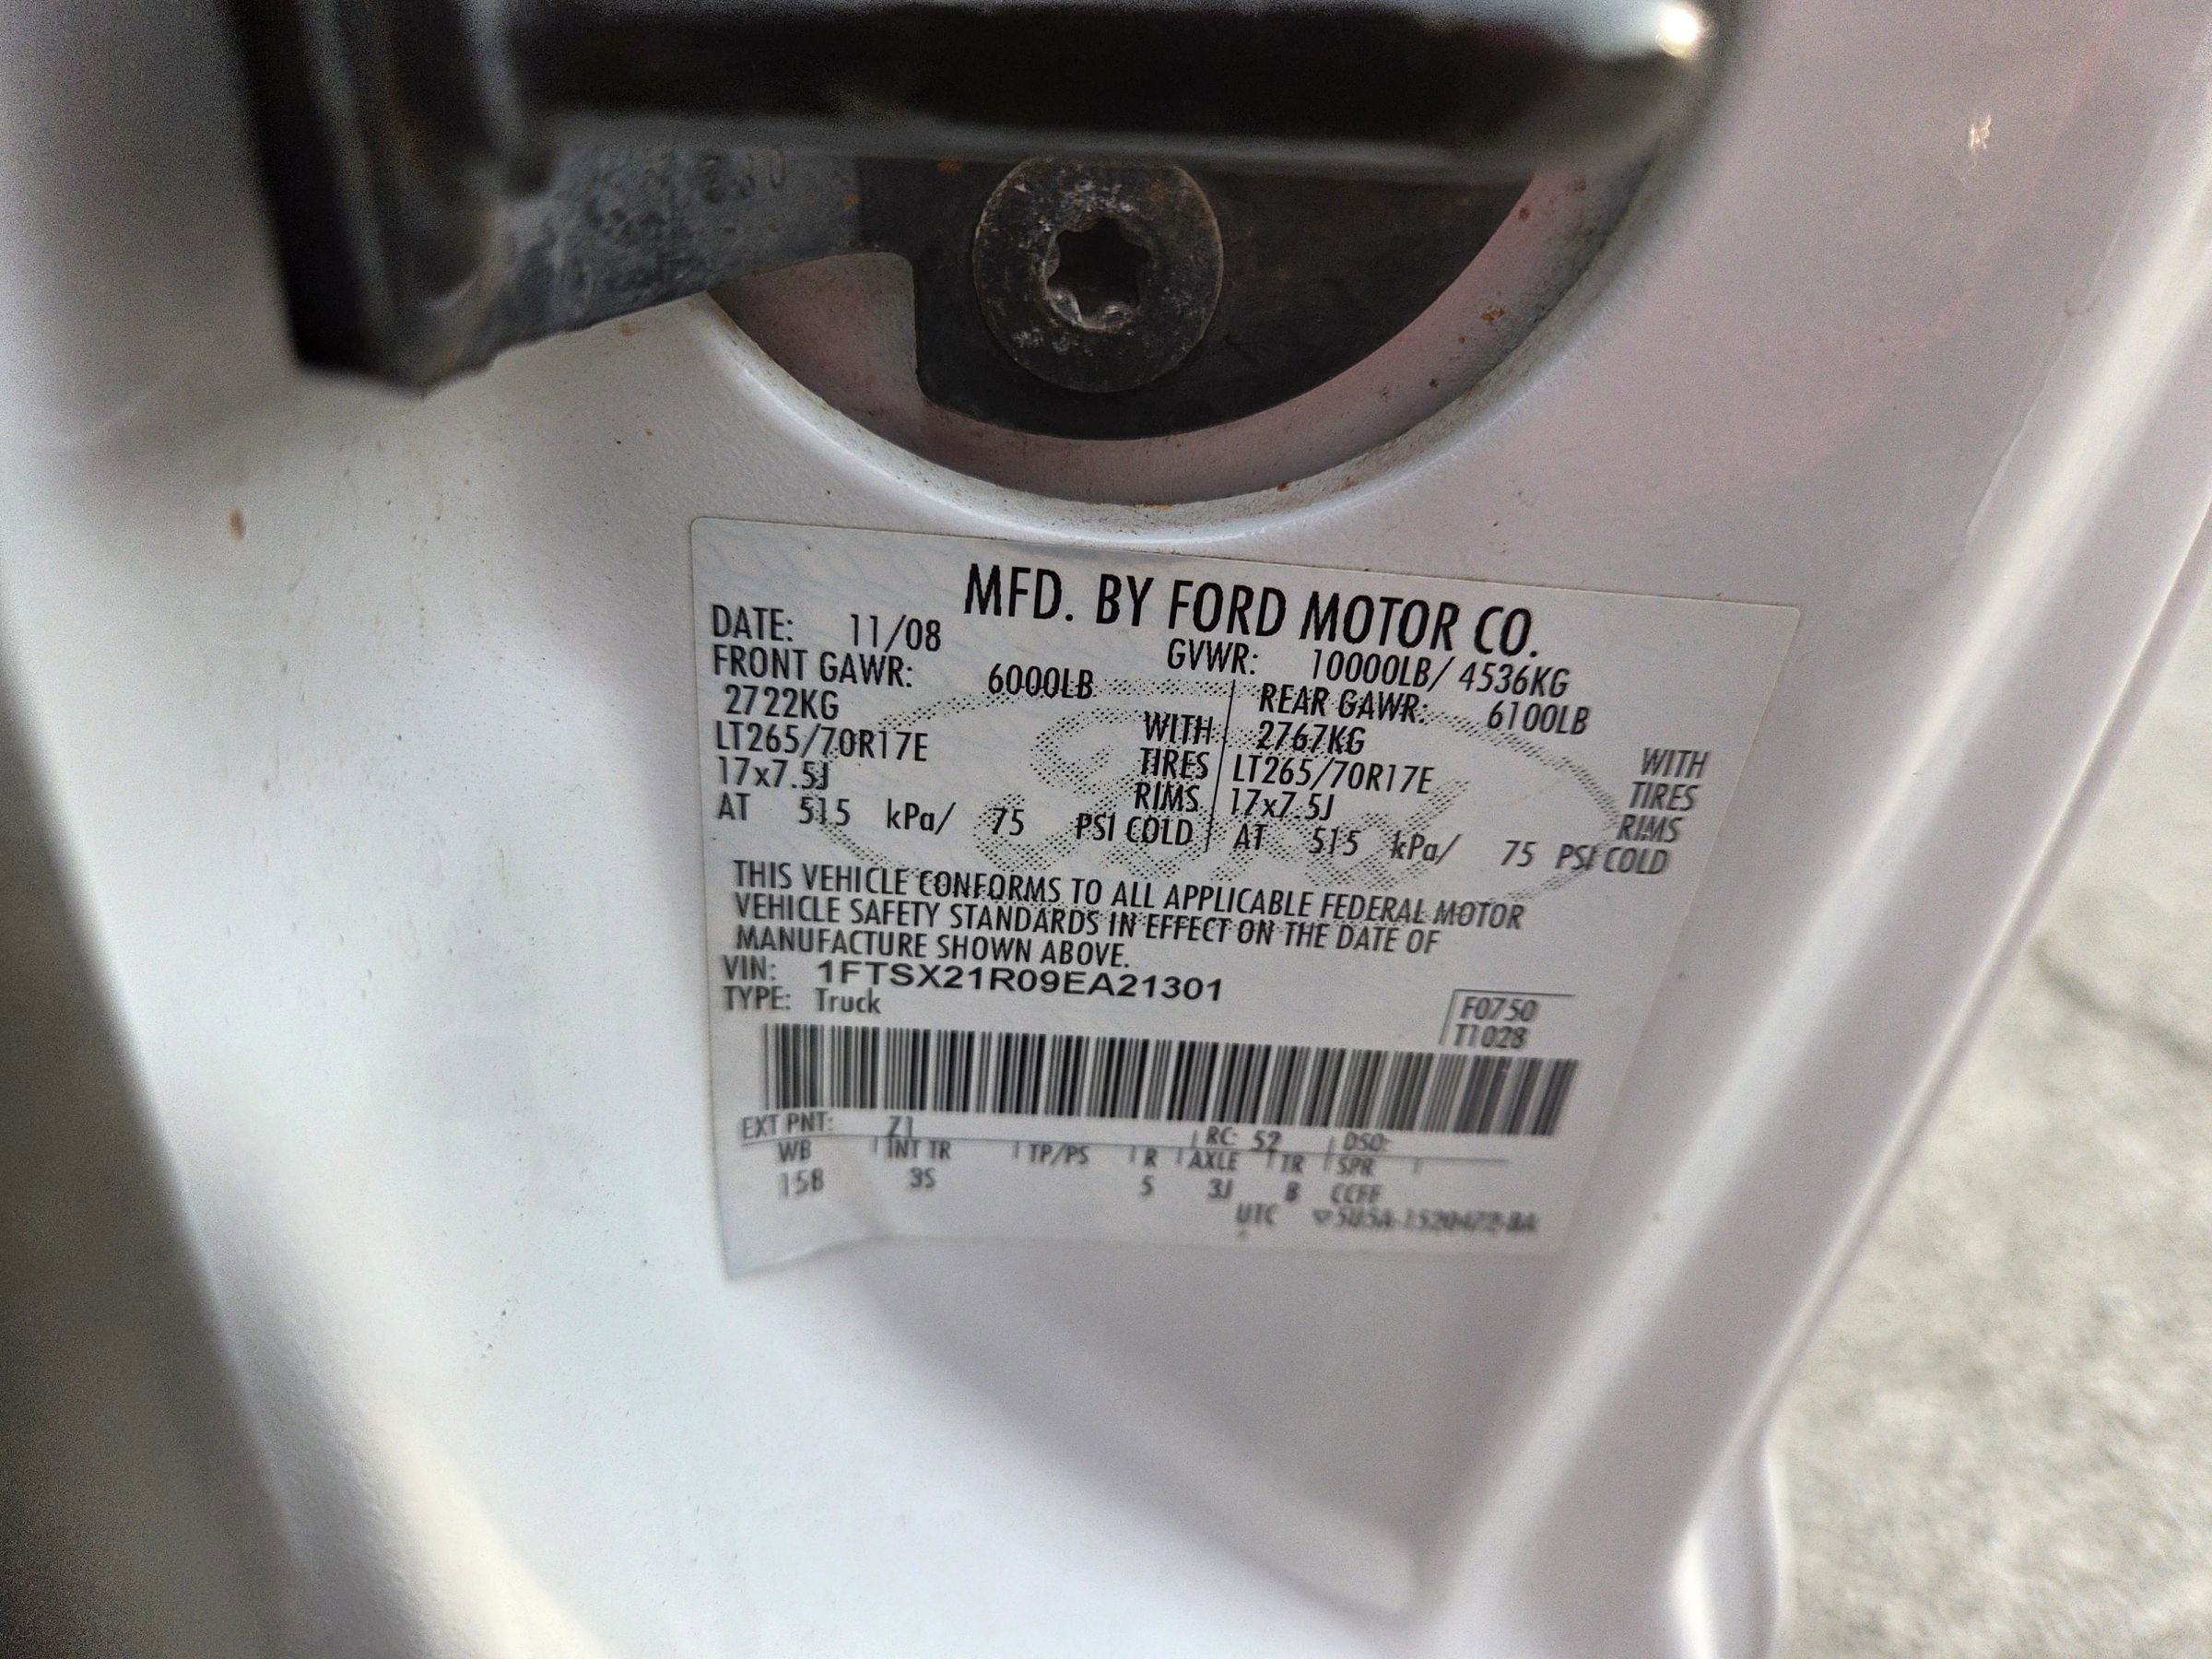 MFD. BY FORD MOTOR CO.
DATE: 11/08 GVWR: 10000LB/ 4536KG
FRONT GAWR: 6000LB REAR GAWR: 6100LB
2722KG WITH 2767KG WITH
LT265/70R17E TIRES LT265/70R17E TIRES
17x7.5J RIMS 17x7.5J RIMS
AT 515 kPa/ 75 PSI COLD AT 515 kPa/ 75 PSI COLD
THIS VEHICLE CONFORMS TO ALL APPLICABLE FEDERAL MOTOR
VEHICLE SAFETY STANDARDS IN EFFECT ON THE DATE OF
MANUFACTURE SHOWN ABOVE.
VIN: 1FTSX21R09EA21301
TYPE: Truck
F0750
T1028
EXT PNT: Z1 RC: 52 DSO:
WB INT TR TP/PS R AXLE TR SPR
158 3S 5 3J B CCFF
UTC